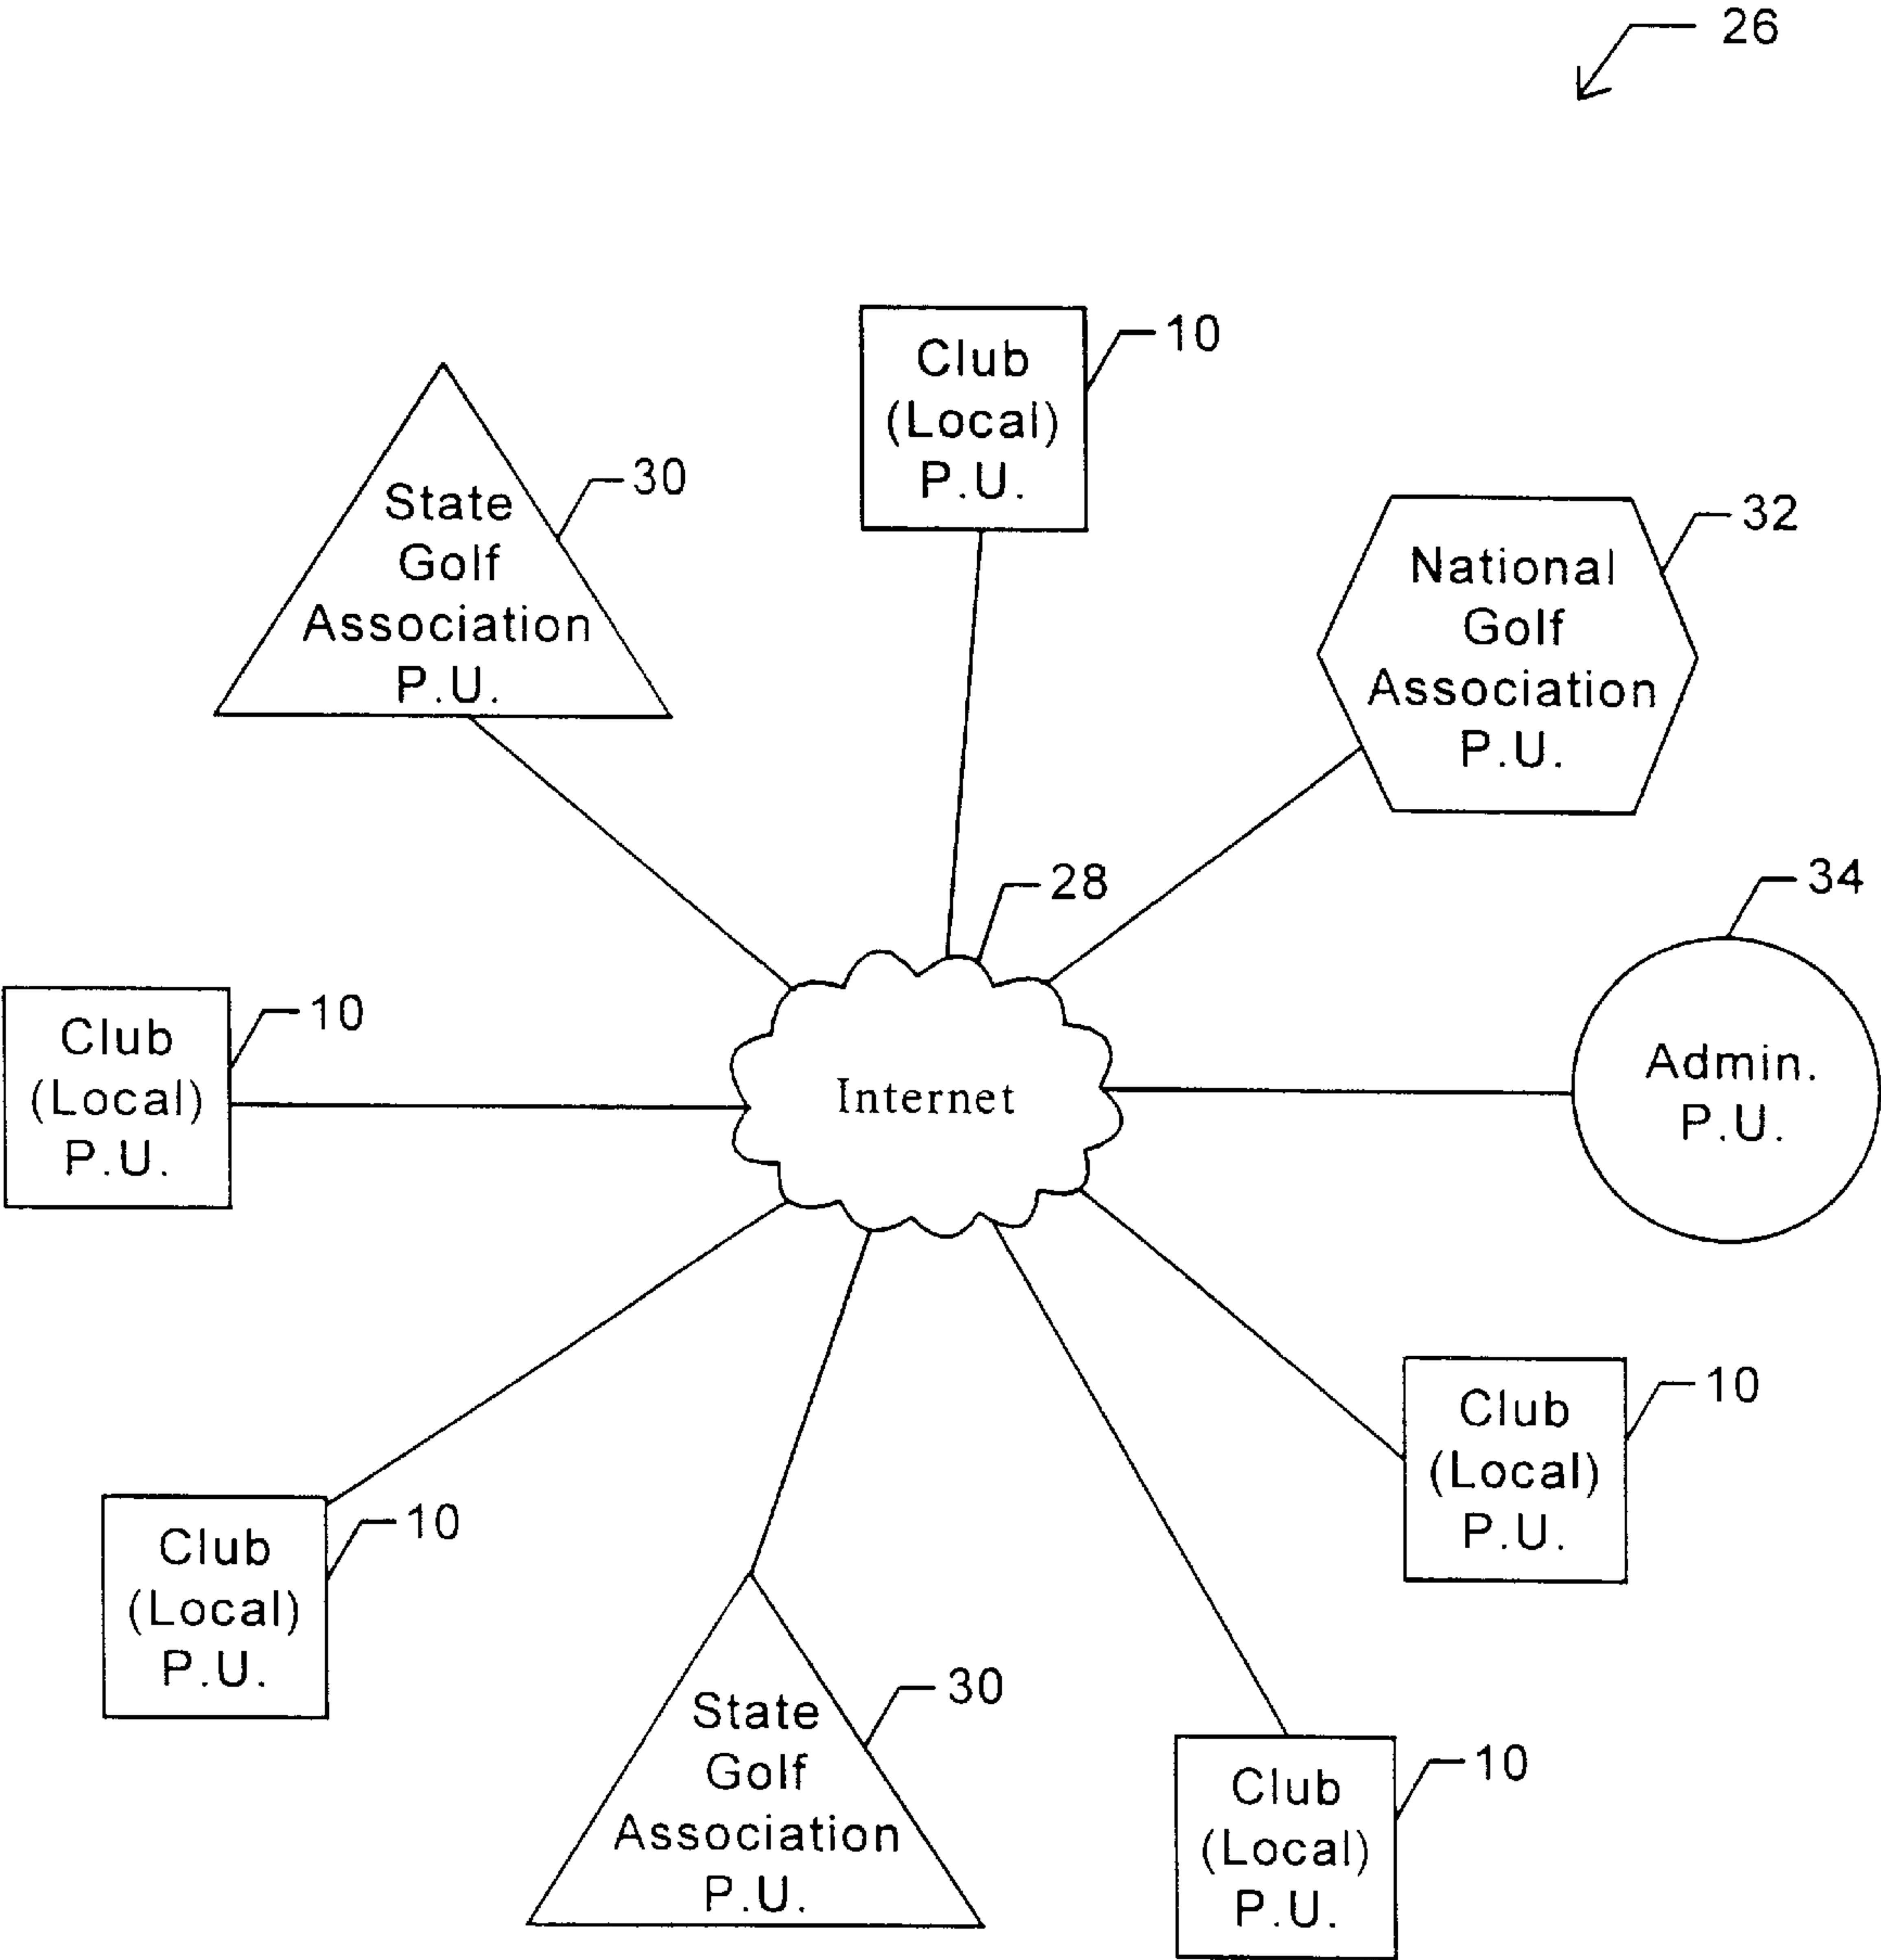 26
Club
(Local)
P.U.
10
State
Golf
Association
P.U.
30
National
Golf
Association
P.U.
32
28
34
Club
(Local)
P.U.
10
Internet
Admin.
P.U.
Club
(Local)
P.U.
10
Club
(Local)
P.U.
10
State
Golf
Association
P.U.
30
Club
(Local)
P.U.
10